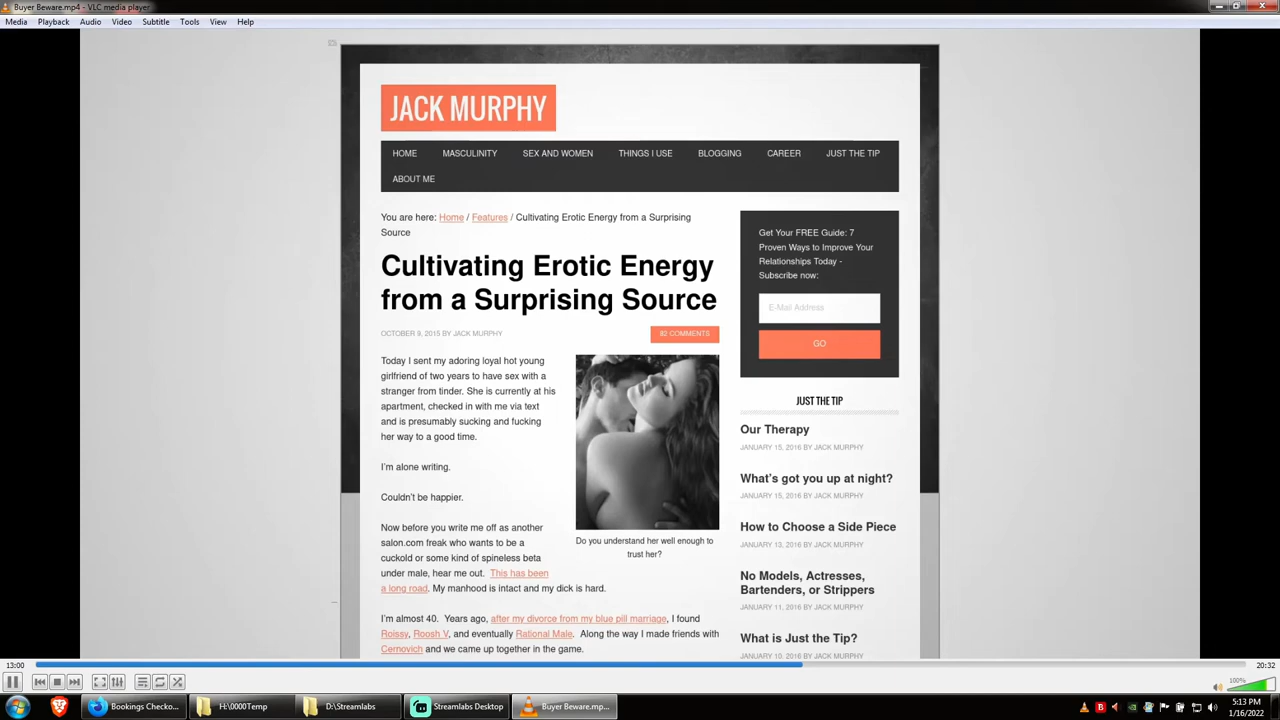 Buyer Beware.mp4 - VLC media player
Media Playback Audio Video Subtitle Tools View Help
JACK MURPHY
HOME MASCULINITY SEX AND WOMEN THINGS I USE BLOGGING CAREER JUST THE TIP
ABOUT ME
You are here: Home / Features / Cultivating Erotic Energy from a Surprising
Source
Cultivating Erotic Energy
from a Surprising Source
OCTOBER 9, 2015 BY JACK MURPHY
82 COMMENTS
Today I sent my adoring loyal hot young
girlfriend of two years to have sex with a
stranger from tinder. She is currently at his
apartment, checked in with me via text
and is presumably sucking and fucking
her way to a good time.
I'm alone writing.
Couldn't be happier.
Now before you write me off as another
salon.com freak who wants to be a
cuckold or some kind of spineless beta
under male, hear me out. This has been
a long road. My manhood is intact and my dick is hard.
Do you understand her well enough to
trust her?
I'm almost 40. Years ago, after my divorce from my blue pill marriage, I found
Roissy, Roosh V, and eventually Rational Male. Along the way I made friends with
Cernovich and we came up together in the game.
Get Your FREE Guide: 7
Proven Ways to Improve Your
Relationships Today -
Subscribe now:
E-Mail Address
GO
JUST THE TIP
Our Therapy
JANUARY 15, 2016 BY JACK MURPHY
What's got you up at night?
JANUARY 15, 2016 BY JACK MURPHY
How to Choose a Side Piece
JANUARY 13, 2016 BY JACK MURPHY
No Models, Actresses,
Bartenders, or Strippers
JANUARY 11, 2016 BY JACK MURPHY
What is Just the Tip?
JANUARY 10, 2016 BY JACK MURPHY
13:00
20:32
100%
Bookings Checko...
H:\0000Temp
D:\Streamlabs
Streamlabs Desktop
Buyer Beware.mp...
5:13 PM
1/16/2022